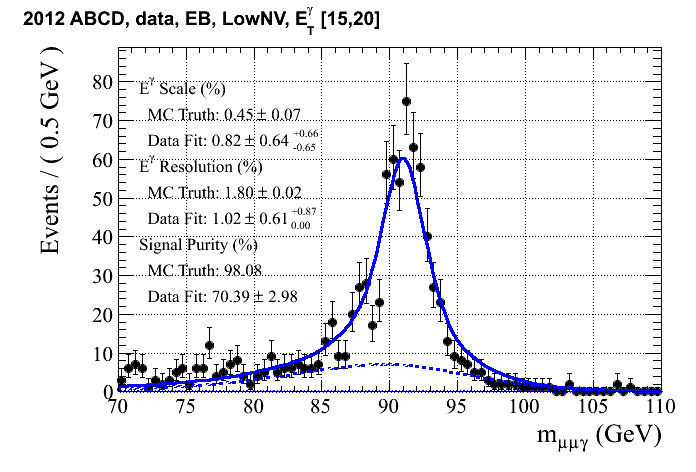 2012 ABCD, data, EB, LowNV, E_T^γ [15,20]
Events / ( 0.5 GeV )
80
70
60
50
40
30
20
10
0
E^γ Scale (%)
MC Truth: 0.45 ± 0.07
Data Fit: 0.82 ± 0.64 +0.66 -0.65
E^γ Resolution (%)
MC Truth: 1.80 ± 0.02
Data Fit: 1.02 ± 0.61 +0.87 0.00
Signal Purity (%)
MC Truth: 98.08
Data Fit: 70.39 ± 2.98
70 75 80 85 90 95 100 105 110
m_μμγ (GeV)